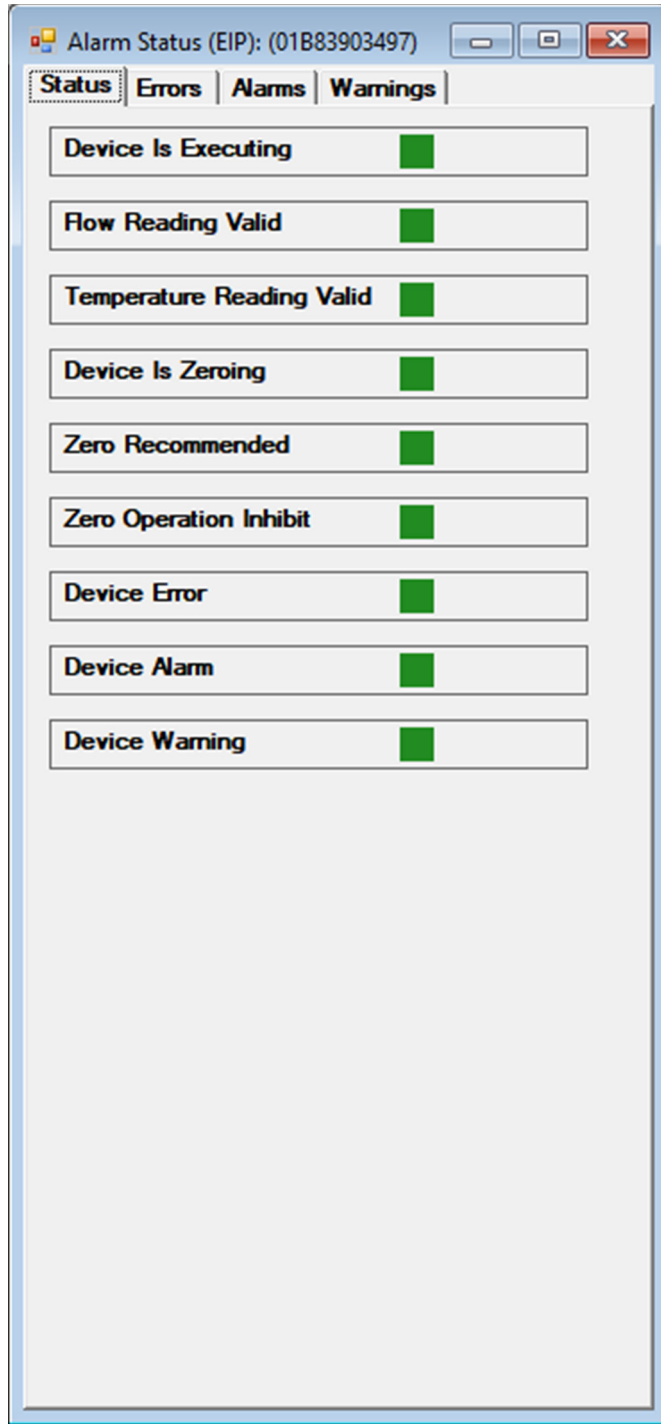 Alarm Status (EIP): (01B83903497)
Status Errors Alarms Warnings
Device Is Executing
Flow Reading Valid
Temperature Reading Valid
Device Is Zeroing
Zero Recommended
Zero Operation Inhibit
Device Error
Device Alarm
Device Warning